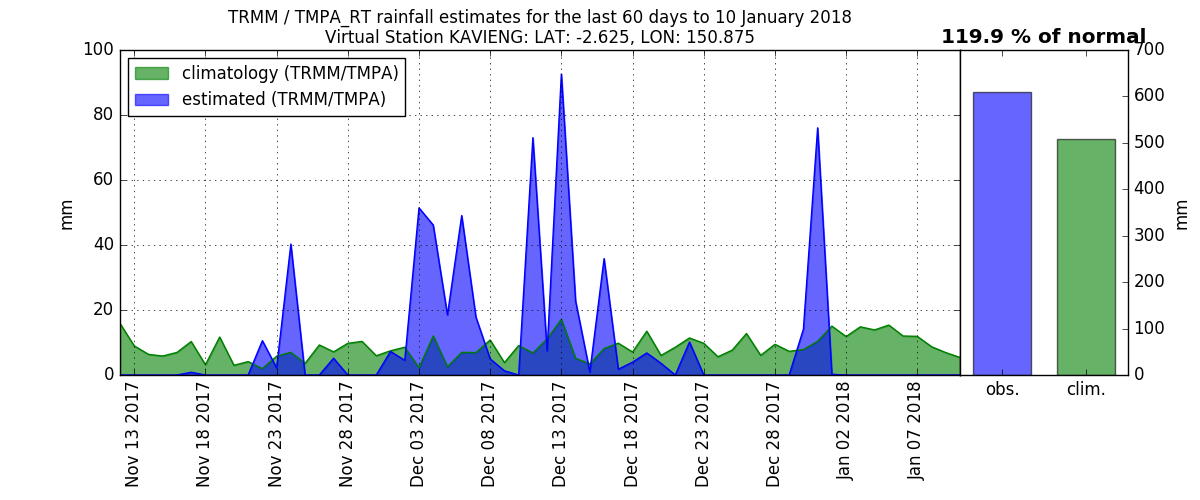 TRMM / TMPA_RT rainfall estimates for the last 60 days to 10 January 2018
Virtual Station KAVIENG: LAT: -2.625, LON: 150.875
119.9 % of normal
climatology (TRMM/TMPA)
estimated (TRMM/TMPA)
100
80
60
40
20
0
mm
Nov 13 2017
Nov 18 2017
Nov 23 2017
Nov 28 2017
Dec 03 2017
Dec 08 2017
Dec 13 2017
Dec 18 2017
Dec 23 2017
Dec 28 2017
Jan 02 2018
Jan 07 2018
700
600
500
400
300
200
100
0
mm
obs.
clim.